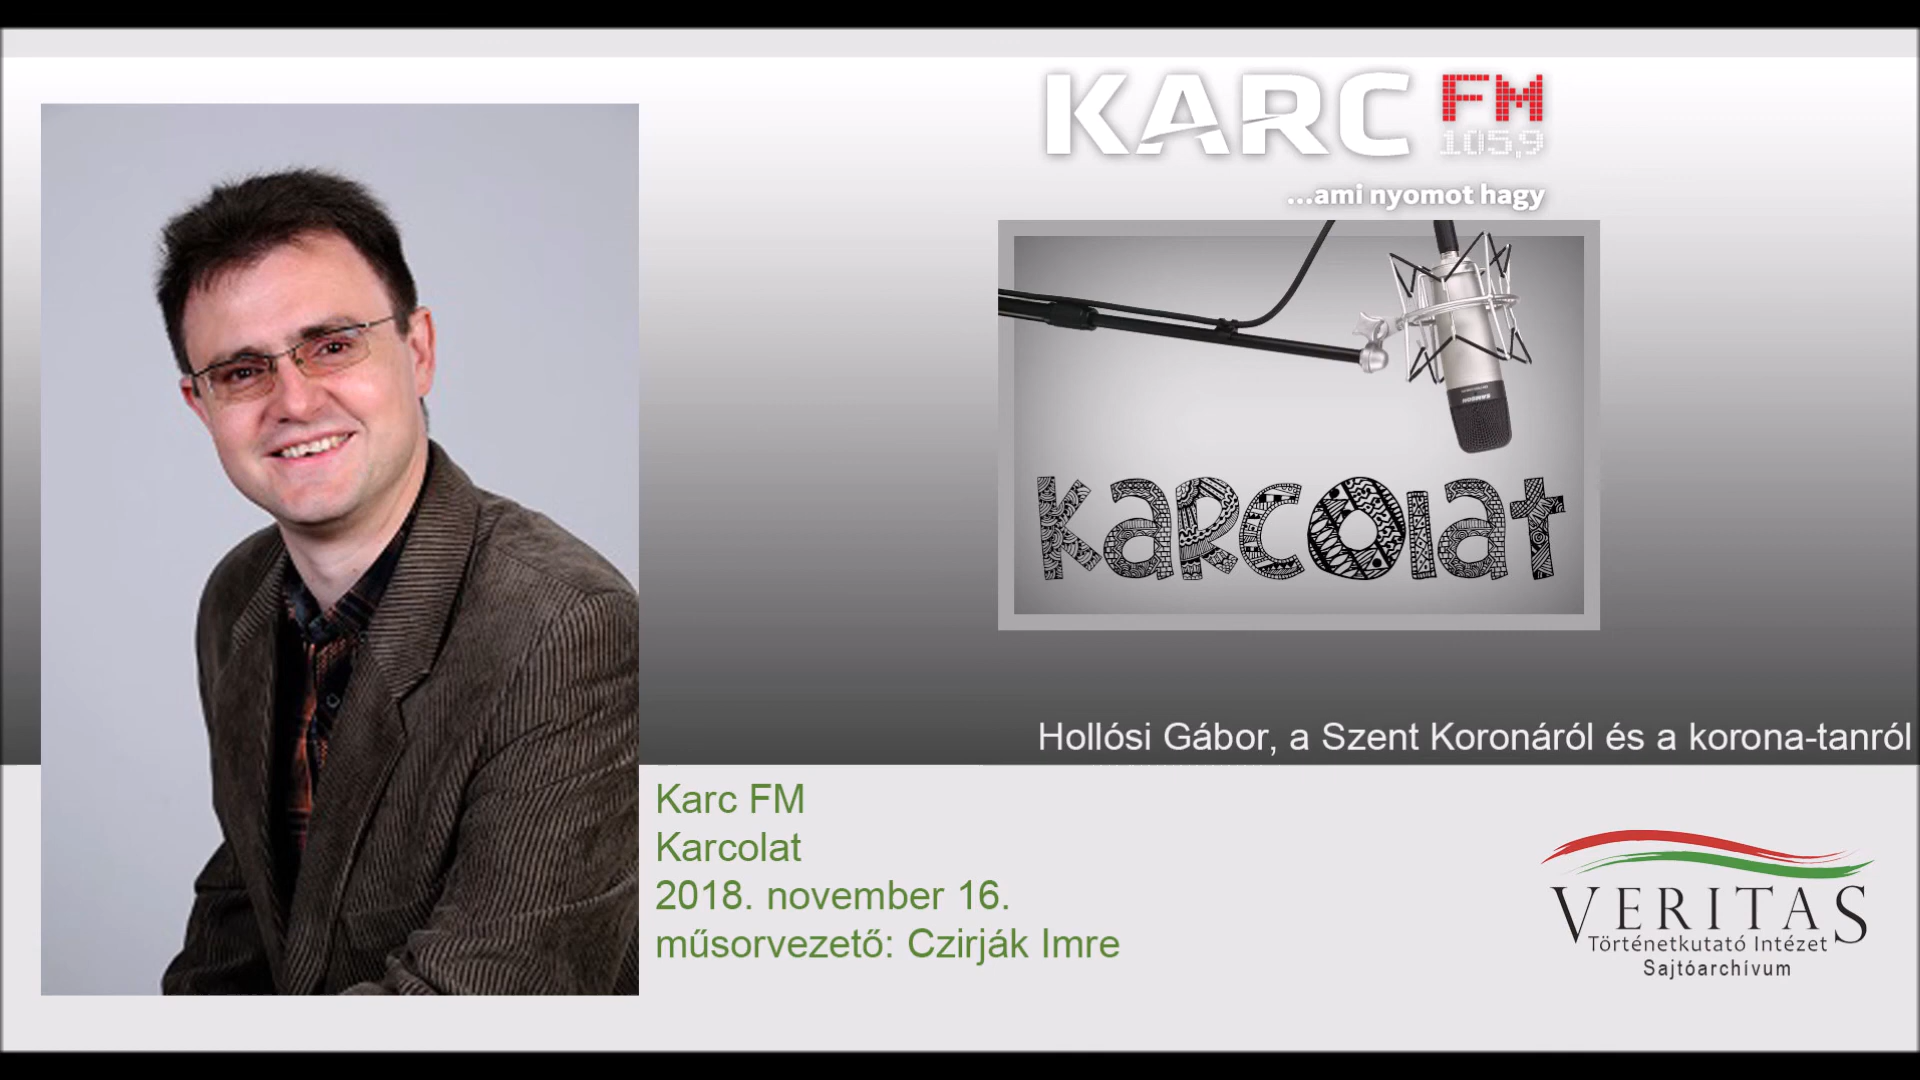 KARC FM
105,9
...ami nyomot hagy
SAMSON
KARCOLAT
Hollósi Gábor, a Szent Koronáról és a korona-tanról
Karc FM
Karcolat
2018. november 16.
műsorvezető: Czirják Imre
VERITAS
Történetkutató Intézet
Sajtóarchívum